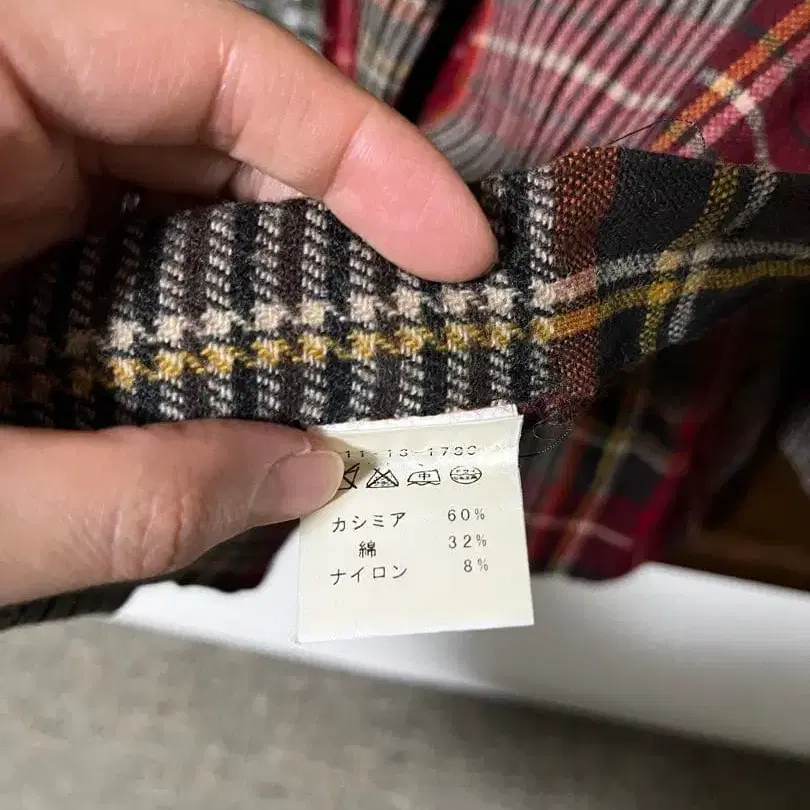 カシミア 60%
綿 32%
ナイロン 8%